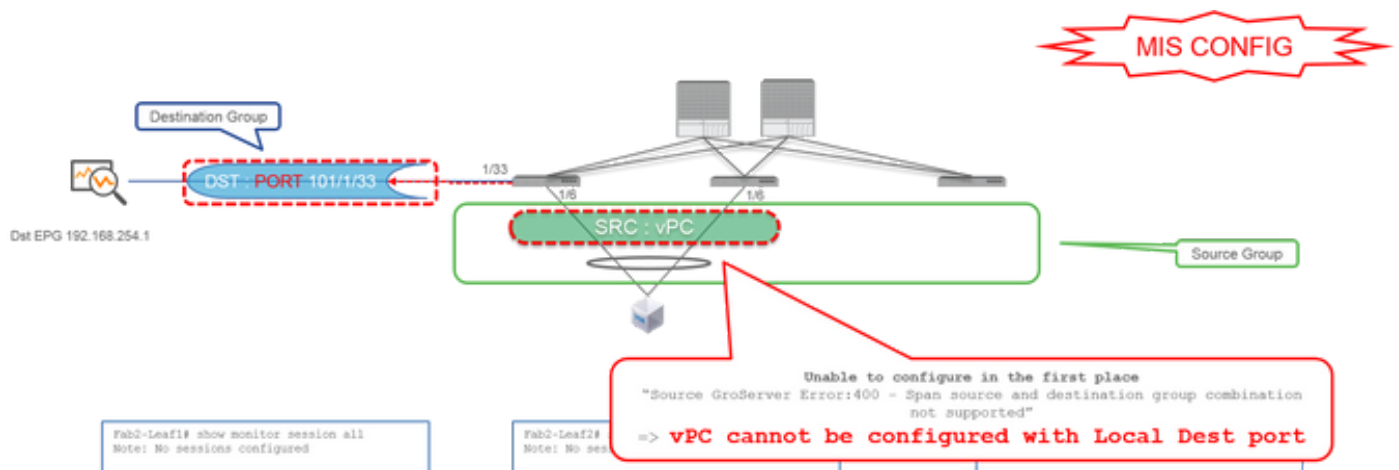 MIS CONFIG
Destination Group
1/33
DST : PORT 101/1/33
1/6
1/6
SRC : vPC
Dst EPG 192.168.254.1
Source Group
Unable to configure in the first place
"Source GroServer Error:400 - Span source and destination group combination
not supported"
=> vPC cannot be configured with Local Dest port
Fab2-Leaf1# show monitor session all
Note: No sessions configured
Fab2-Leaf2#
Note: No ses